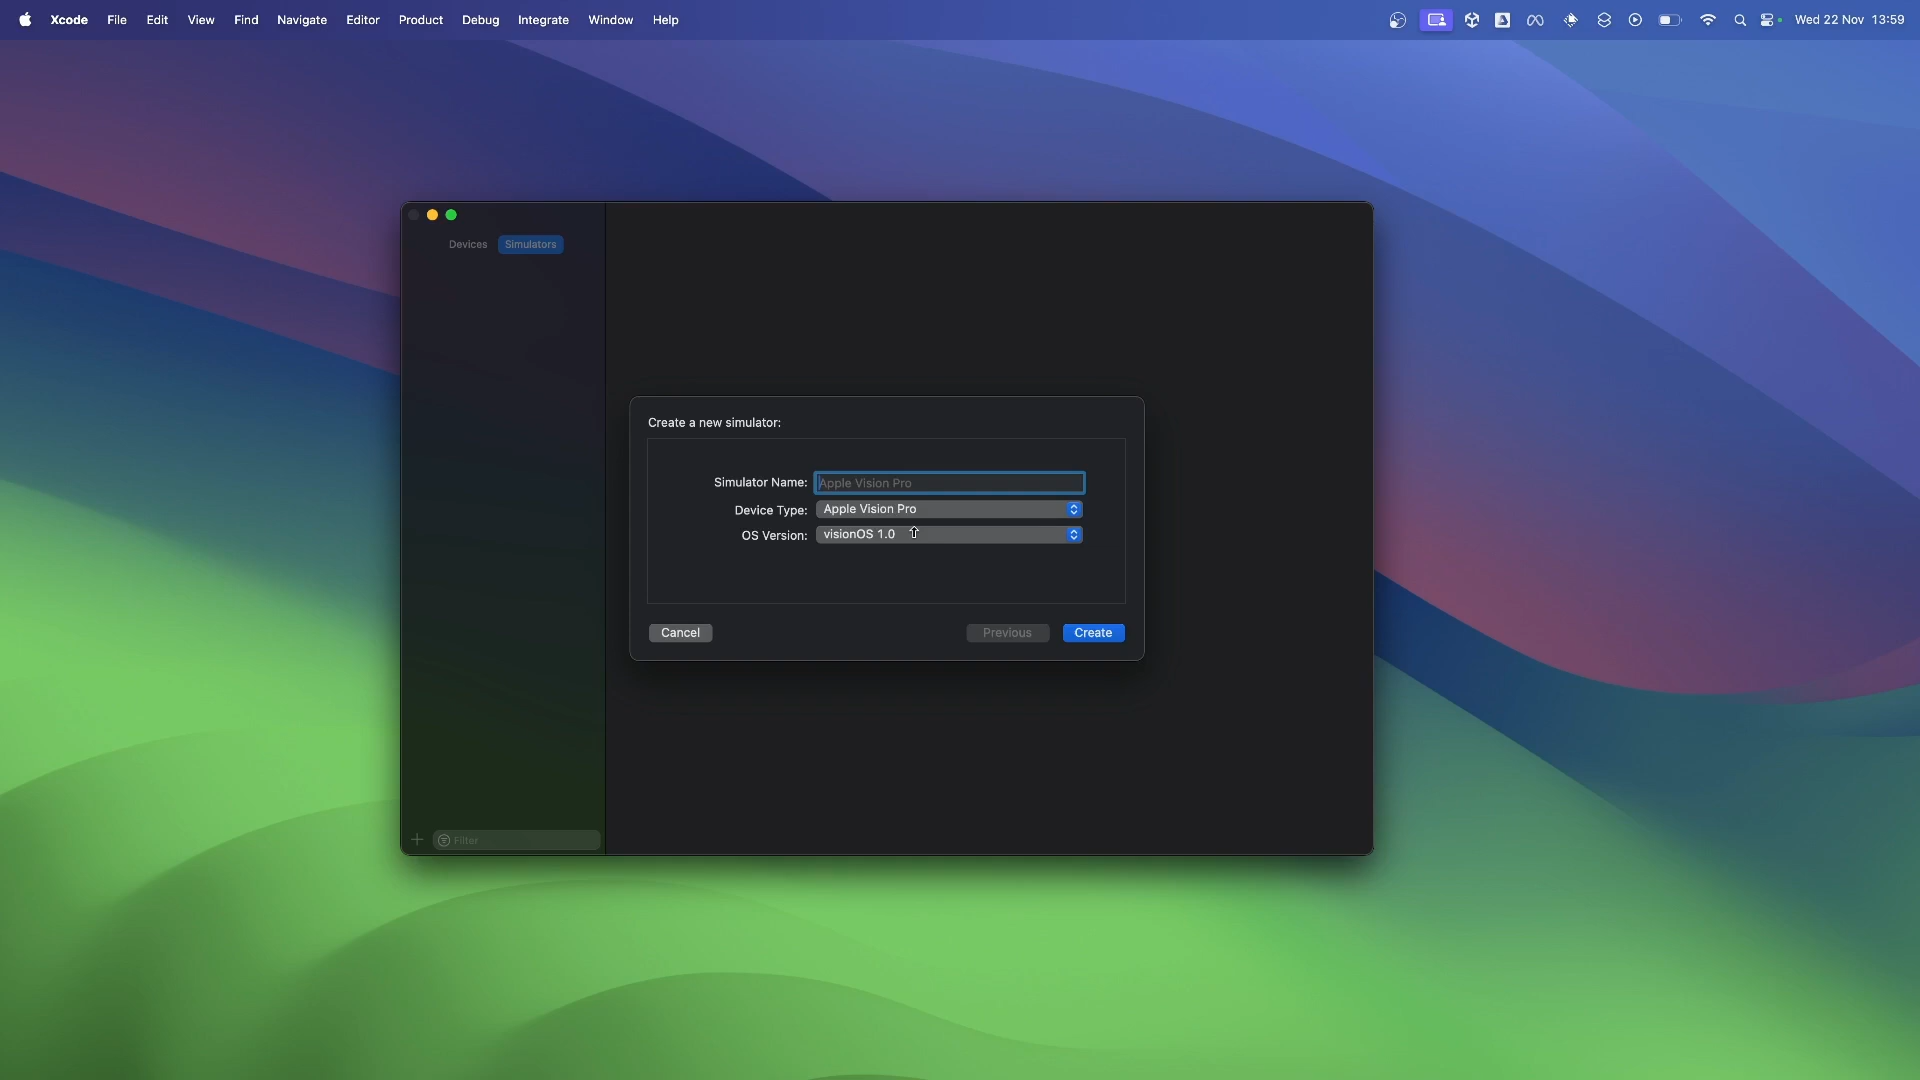 Xcode File Edit View Find Navigate Editor Product Debug Integrate Window Help Wed 22 Nov 13:59
Devices Simulators
Create a new simulator:
Simulator Name: Apple Vision Pro
Device Type: Apple Vision Pro
OS Version: visionOS 1.0
Cancel Previous Create
Filter